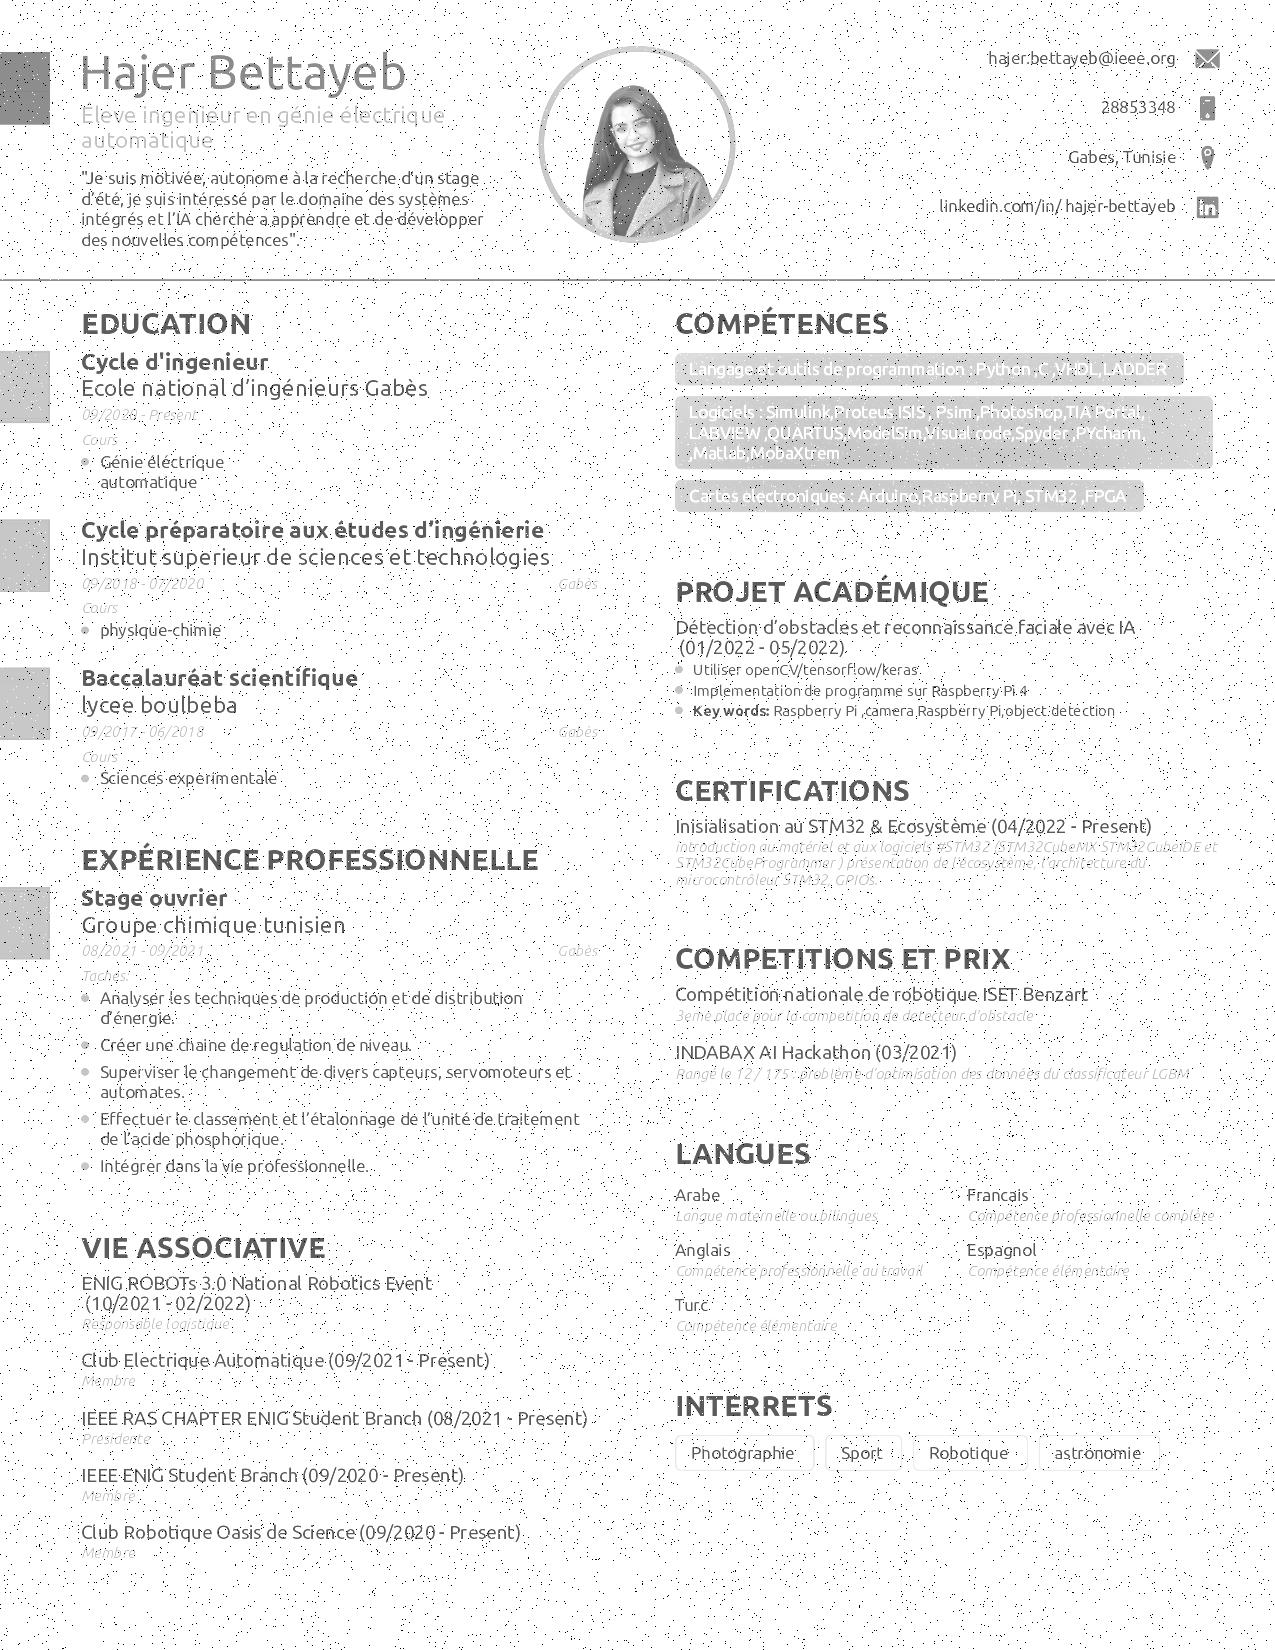 Hajer Bettayeb
Éleve ingenieur en génie électrique
automatique
"Je suis motivée, autonome à la recherche d'un stage
d'été, je suis intéressé par le domaine des systèmes
intégrés et l'IA cherche a apprendre et de développer
des nouvelles compétences".
hajer.bettayeb@ieee.org
28853348
Gabes, Tunisie
linkedin.com/in/ hajer-bettayeb
EDUCATION
Cycle d'ingenieur
Ecole national d'ingénieurs Gabès
09/2020 - Present
Cours
Génie éléctrique
automatique
Cycle préparatoire aux études d'ingénierie
Institut superieur de sciences et technologies
09/2018 - 07/2020
Gabès
Cours
physique-chimie
Baccalauréat scientifique
lycee boulbeba
09/2017 - 06/2018
Gabès
Cours
Sciences expérimentale
EXPÉRIENCE PROFESSIONNELLE
Stage ouvrier
Groupe chimique tunisien
08/2021 - 09/2021
Gabès
Taches:
Analyser les techniques de production et de distribution
d'énergie.
Créer une chaine de regulation de niveau.
Superviser le changement de divers capteurs, servomoteurs et
automates.
Effectuer le classement et l'étalonnage de l'unité de traitement
de l'acide phosphorique.
Intégrer dans la vie professionnelle.
VIE ASSOCIATIVE
ENIG ROBOTs 3.0 National Robotics Event
(10/2021 - 02/2022)
Responsable logistique
Club Electrique Automatique (09/2021 - Present)
Membre
IEEE RAS CHAPTER ENIG Student Branch (08/2021 - Present)
Présidente
IEEE ENIG Student Branch (09/2020 - Present)
Membre
Club Robotique Oasis de Science (09/2020 - Present)
Membre
COMPÉTENCES
Langage et outils de programmation : Python ,C ,VHDL,LADDER
Logiciels : Simulink,Proteus ISIS , Psim ,Photoshop,TIA Portal,
LABVIEW ,QUARTUS,ModelSim,Visual code,Spyder ,PYcharm,
,Matlab,MobaXtrem
Cartes electroniques : Arduino,Raspberry Pi, STM32 ,FPGA
PROJET ACADÉMIQUE
Détection d'obstacles et reconnaissance faciale avec IA
(01/2022 - 05/2022)
Utiliser openCV/tensorflow/keras
Implementation de programme sur Raspberry Pi 4
Key words: Raspberry Pi ,camera Raspberry Pi,object detection
CERTIFICATIONS
Inisialisation au STM32 & Ecosystème (04/2022 - Present)
introduction au matériel et aux logiciels #STM32 (STM32CubeMX STM32CubeIDE et
STM32CubeProgrammer ) présentation de l'écosystème, l'architecture du
microcontrôleur STM32, GPIOs.
COMPETITIONS ET PRIX
Compétition nationale de robotique ISET Benzart
3eme place pour la competition de detecteur d'obstacle
INDABAX AI Hackathon (03/2021)
Rangé le 12 / 175 : problème d'optimisation des données du classificateur LGBM
LANGUES
Arabe
Langue maternelle ou bilingues
Francais
Compétence professionnelle complète
Anglais
Compétence professionnelle au travail
Espagnol
Compétence élémentaire
Turc
Compétence élémentaire
INTERRETS
Photographie
Sport
Robotique
astronomie